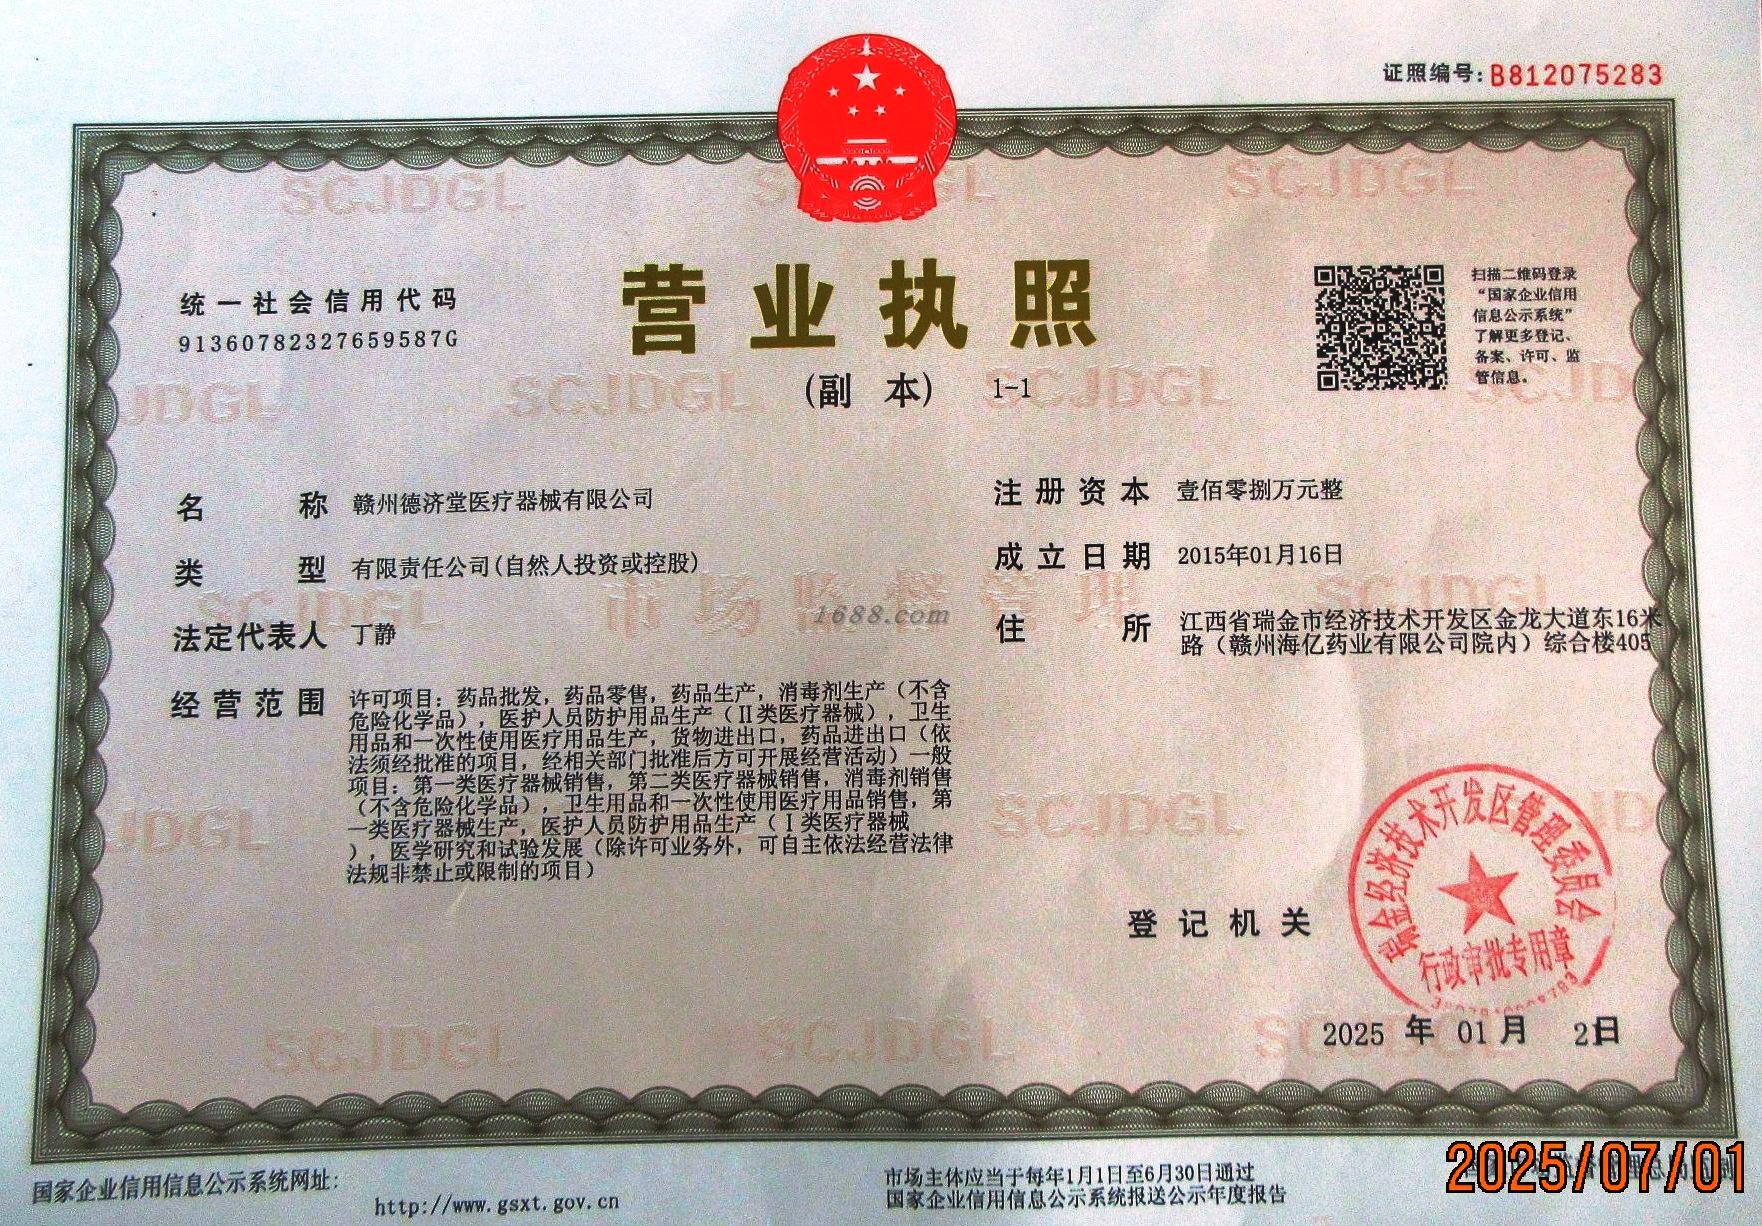 证照编号:B812075283
统一社会信用代码
91360782327659587G
营业执照
(副 本) 1-1
扫描二维码登录
“国家企业信用
信息公示系统”
了解更多登记、
备案、许可、监
管信息。
名 称 赣州德济堂医疗器械有限公司
类 型 有限责任公司(自然人投资或控股)
法定代表人 丁静
经营范围 许可项目：药品批发，药品零售，药品生产，消毒剂生产（不含
危险化学品），医护人员防护用品生产（Ⅱ类医疗器械），卫生
用品和一次性使用医疗用品生产，货物进出口，药品进出口（依
法须经批准的项目，经相关部门批准后方可开展经营活动）一般
项目：第一类医疗器械销售，第二类医疗器械销售，消毒剂销售
（不含危险化学品），卫生用品和一次性使用医疗用品销售，第
一类医疗器械生产，医护人员防护用品生产（Ⅰ类医疗器械
），医学研究和试验发展（除许可业务外，可自主依法经营法律
法规非禁止或限制的项目）
注册资本 壹佰零捌万元整
成立日期 2015年01月16日
住 所 江西省瑞金市经济技术开发区金龙大道东16米
路（赣州海亿药业有限公司院内）综合楼405
1688.com
登记机关
瑞金经济技术开发区管理委员会
行政审批专用章
2025 年 01月 21日
国家企业信用信息公示系统网址:
http://www.gsxt.gov.cn
市场主体应当于每年1月1日至6月30日通过
国家企业信用信息公示系统报送公示年度报告
2025/07/01